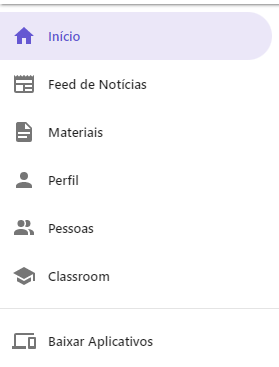 Início
Feed de Notícias
Materiais
Perfil
Pessoas
Classroom
Baixar Aplicativos